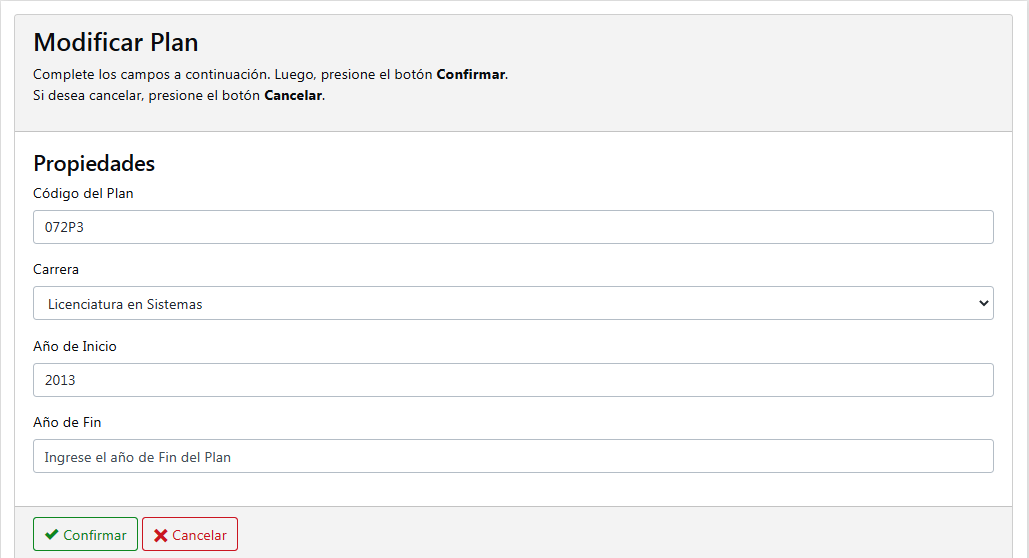 Modificar Plan
Complete los campos a continuación. Luego, presione el botón Confirmar.
Si desea cancelar, presione el botón Cancelar.
Propiedades
Código del Plan
072P3
Carrera
Licenciatura en Sistemas
Año de Inicio
2013
Año de Fin
Ingrese el año de Fin del Plan
Confirmar Cancelar